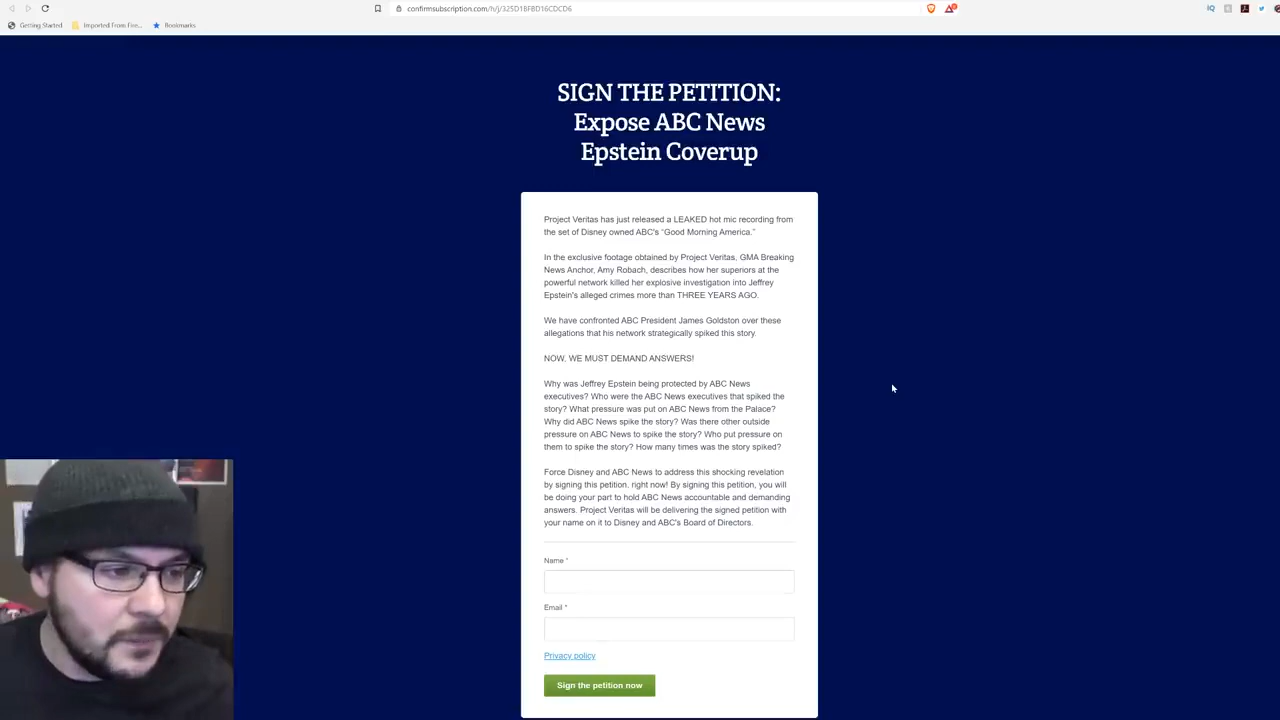 confirmsubscription.com/h/j/325D1BFBD16CDCD6
Getting Started
Imported From Fire...
Bookmarks
SIGN THE PETITION:
Expose ABC News
Epstein Coverup
Project Veritas has just released a LEAKED hot mic recording from
the set of Disney owned ABC's “Good Morning America.”
In the exclusive footage obtained by Project Veritas, GMA Breaking
News Anchor, Amy Robach, describes how her superiors at the
powerful network killed her explosive investigation into Jeffrey
Epstein's alleged crimes more than THREE YEARS AGO.
We have confronted ABC President James Goldston over these
allegations that his network strategically spiked this story.
NOW, WE MUST DEMAND ANSWERS!
Why was Jeffrey Epstein being protected by ABC News
executives? Who were the ABC News executives that spiked the
story? What pressure was put on ABC News from the Palace?
Why did ABC News spike the story? Was there other outside
pressure on ABC News to spike the story? Who put pressure on
them to spike the story? How many times was the story spiked?
Force Disney and ABC News to address this shocking revelation
by signing this petition. right now! By signing this petition, you will
be doing your part to hold ABC News accountable and demanding
answers. Project Veritas will be delivering the signed petition with
your name on it to Disney and ABC's Board of Directors.
Name *
Email *
Privacy policy
Sign the petition now